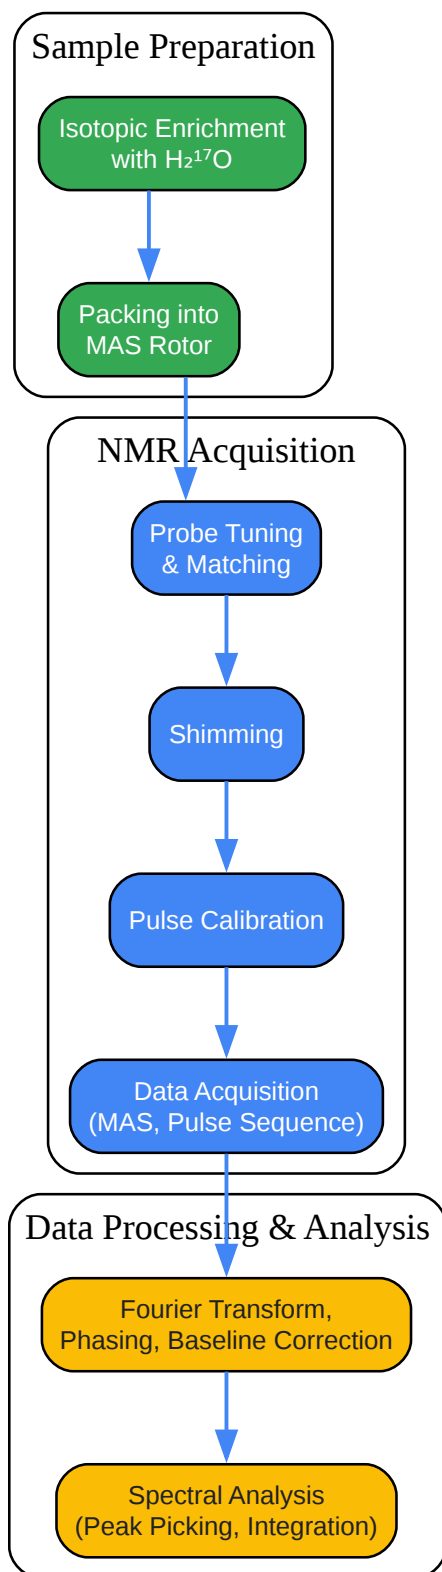 Sample Preparation
Isotopic Enrichment
with H₂¹⁷O
Packing into
MAS Rotor
NMR Acquisition
Probe Tuning
& Matching
Shimming
Pulse Calibration
Data Acquisition
(MAS, Pulse Sequence)
Data Processing & Analysis
Fourier Transform,
Phasing, Baseline Correction
Spectral Analysis
(Peak Picking, Integration)